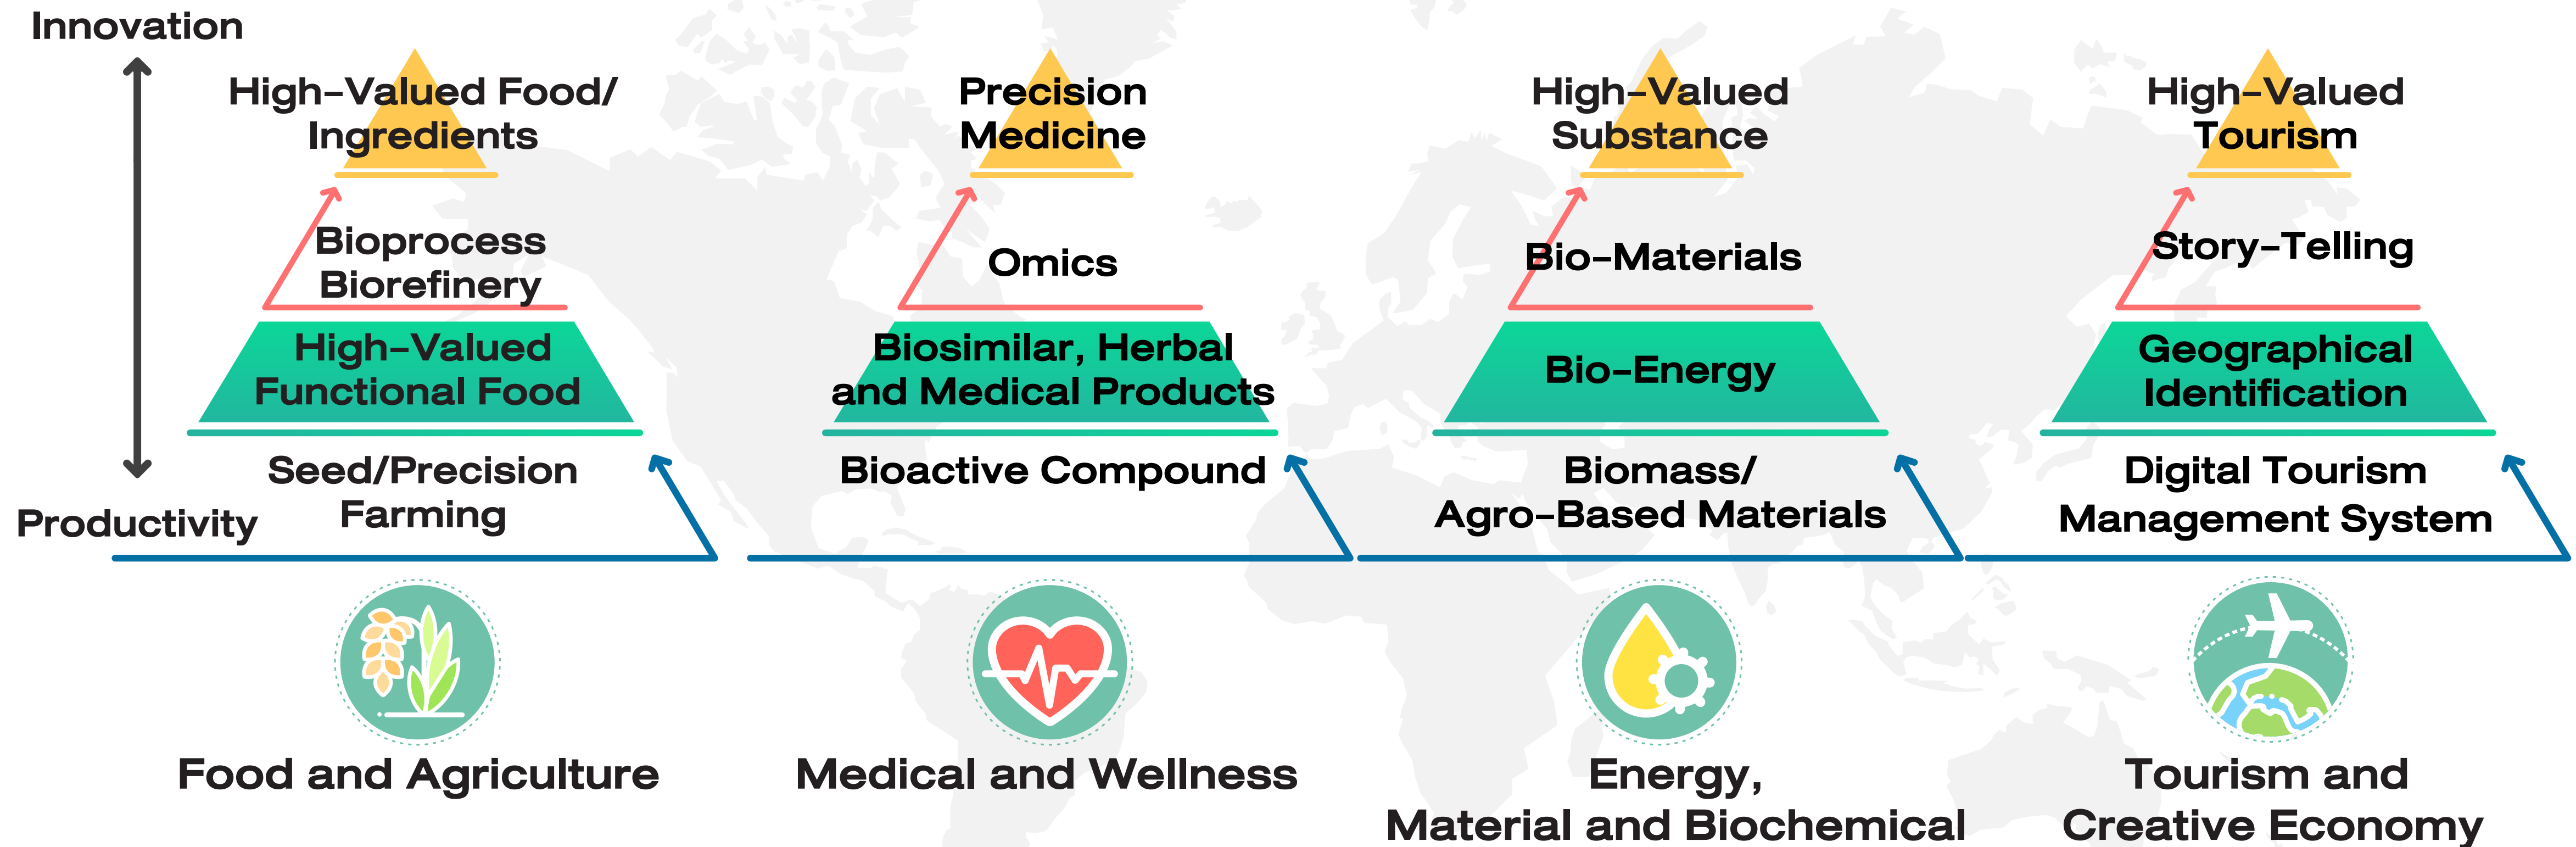 Innovation
Productivity
High-Valued Food/
Ingredients
Bioprocess
Biorefinery
High-Valued
Functional Food
Seed/Precision
Farming
Food and Agriculture
Precision
Medicine
Omics
Biosimilar, Herbal
and Medical Products
Bioactive Compound
Medical and Wellness
High-Valued
Substance
Bio-Materials
Bio-Energy
Biomass/
Agro-Based Materials
Energy,
Material and Biochemical
High-Valued
Tourism
Story-Telling
Geographical
Identification
Digital Tourism
Management System
Tourism and
Creative Economy